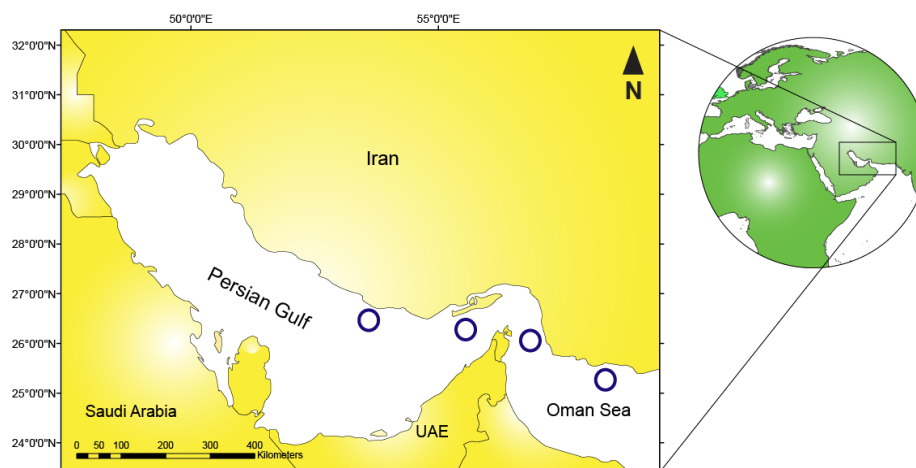 50°0'0"E 55°0'0"E
32°0'0"N
31°0'0"N
30°0'0"N
29°0'0"N
28°0'0"N
27°0'0"N
26°0'0"N
25°0'0"N
24°0'0"N
N
Iran
Persian Gulf
Saudi Arabia
UAE
Oman Sea
0 50 100 200 300 400
Kilometers